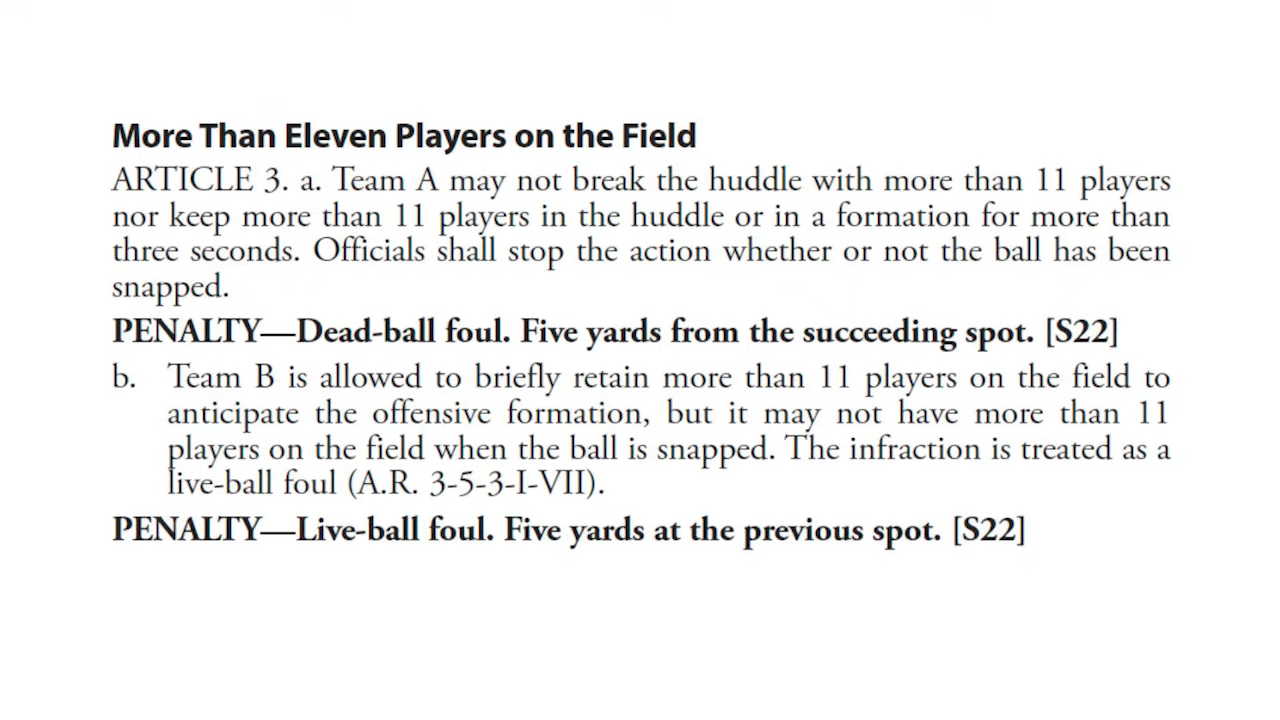 More Than Eleven Players on the Field
ARTICLE 3. a. Team A may not break the huddle with more than 11 players
nor keep more than 11 players in the huddle or in a formation for more than
three seconds. Officials shall stop the action whether or not the ball has been
snapped.
PENALTY—Dead-ball foul. Five yards from the succeeding spot. [S22]
b. Team B is allowed to briefly retain more than 11 players on the field to
anticipate the offensive formation, but it may not have more than 11
players on the field when the ball is snapped. The infraction is treated as a
live-ball foul (A.R. 3-5-3-I-VII).
PENALTY—Live-ball foul. Five yards at the previous spot. [S22]